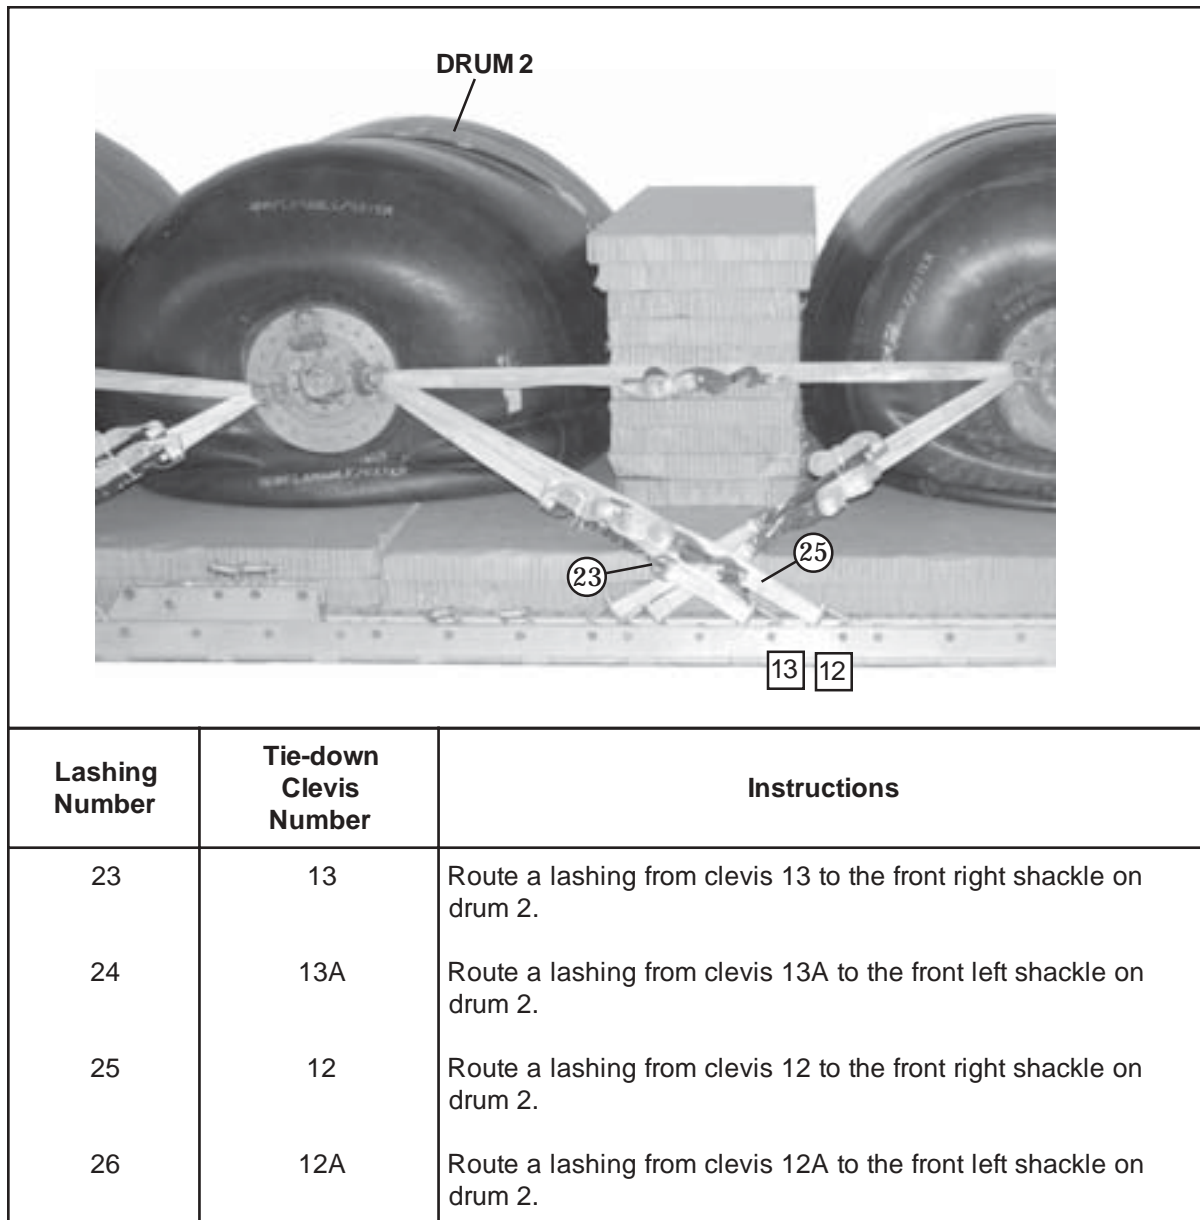 DRUM 2
23
25
13 12
Lashing Number
Tie-down Clevis Number
Instructions
23 13 Route a lashing from clevis 13 to the front right shackle on
drum 2.
24 13A Route a lashing from clevis 13A to the front left shackle on
drum 2.
25 12 Route a lashing from clevis 12 to the front right shackle on
drum 2.
26 12A Route a lashing from clevis 12A to the front left shackle on
drum 2.